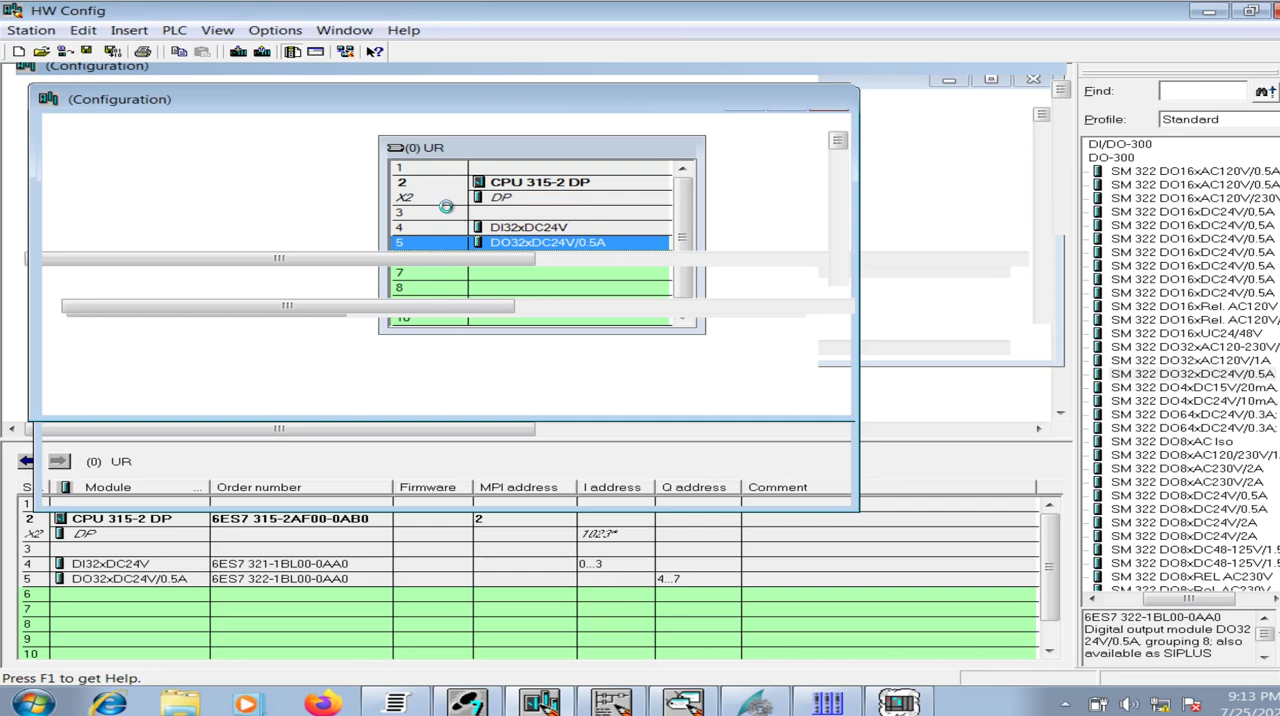 HW Config
Station Edit Insert PLC View Options Window Help
(Configuration)
(Configuration)
(0) UR
1
2 CPU 315-2 DP
X2 DP
3
4 DI32xDC24V
5 DO32xDC24V/0.5A
7
8
10
(0) UR
S... Module ... Order number Firmware MPI address I address Q address Comment
1
2 CPU 315-2 DP 6ES7 315-2AF00-0AB0 2
X2 DP 1023*
3
4 DI32xDC24V 6ES7 321-1BL00-0AA0 0...3
5 DO32xDC24V/0.5A 6ES7 322-1BL00-0AA0 4...7
6
7
8
9
10
Find:
Profile: Standard
DI/DO-300
DO-300
SM 322 DO16xAC120V/0.5A
SM 322 DO16xAC120V/0.5A
SM 322 DO16xAC120V/230V
SM 322 DO16xDC24V/0.5A
SM 322 DO16xDC24V/0.5A
SM 322 DO16xDC24V/0.5A
SM 322 DO16xDC24V/0.5A
SM 322 DO16xDC24V/0.5A
SM 322 DO16xDC24V/0.5A
SM 322 DO16xDC24V/0.5A
SM 322 DO16xRel. AC120V
SM 322 DO16xRel. AC120V
SM 322 DO16xUC24/48V
SM 322 DO32xAC120-230V/
SM 322 DO32xAC120V/1A
SM 322 DO32xDC24V/0.5A
SM 322 DO4xDC15V/20mA,
SM 322 DO4xDC24V/10mA,
SM 322 DO64xDC24V/0.3A;
SM 322 DO64xDC24V/0.3A;
SM 322 DO8xAC Iso
SM 322 DO8xAC120/230V/1
SM 322 DO8xAC230V/2A
SM 322 DO8xAC230V/2A
SM 322 DO8xDC24V/0.5A
SM 322 DO8xDC24V/0.5A
SM 322 DO8xDC24V/2A
SM 322 DO8xDC24V/2A
SM 322 DO8xDC48-125V/1.5
SM 322 DO8xDC48-125V/1.5
SM 322 DO8xREL AC230V
SM 322 DO8xRel. AC230V
6ES7 322-1BL00-0AA0
Digital output module DO32
24V/0.5A, grouping 8; also
available as SIPLUS
Press F1 to get Help.
9:13 PM
7/25/202